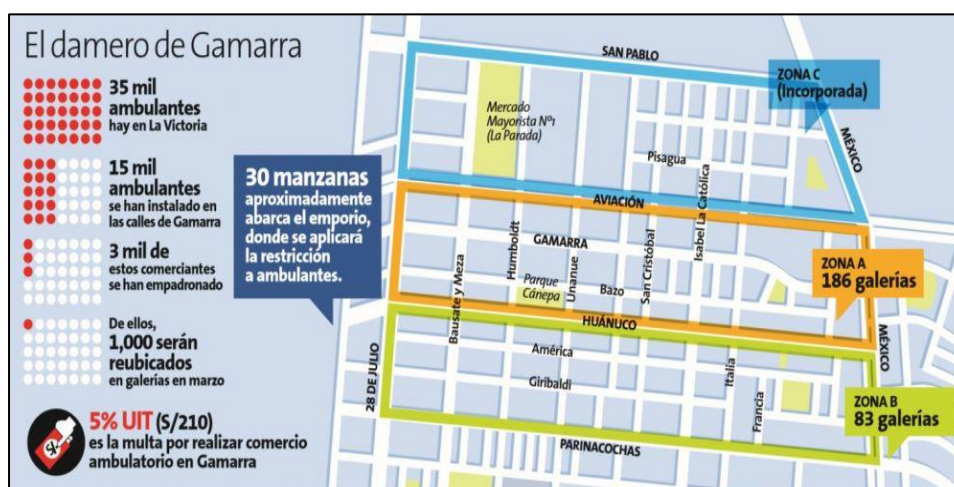 El damero de Gamarra
35 mil
ambulantes
hay en La Victoria
15 mil
ambulantes
se han instalado en
las calles de Gamarra
3 mil de
estos comerciantes
se han empadronado
De ellos,
1,000 serán
reubicados
en galerías en marzo
5% UIT (S/210)
es la multa por realizar comercio
ambulatorio en Gamarra
30 manzanas
aproximadamente
abarca el emporio,
donde se aplicará
la restricción
a ambulantes.
SAN PABLO
ZONA C
(Incorporada)
MÉXICO
Mercado
Mayorista Nº1
(La Parada)
Pisagua
Isabel La Católica
AVIACIÓN
GAMARRA
Humboldt
Unanue
San Cristóbal
Bausate y Meza
Parque
Cánepa
Bazo
ZONA A
186 galerías
HUÁNUCO
MÉXICO
América
Giribaldi
Italia
Francia
28 DE JULIO
ZONA B
83 galerías
PARINACOCHAS
S/.